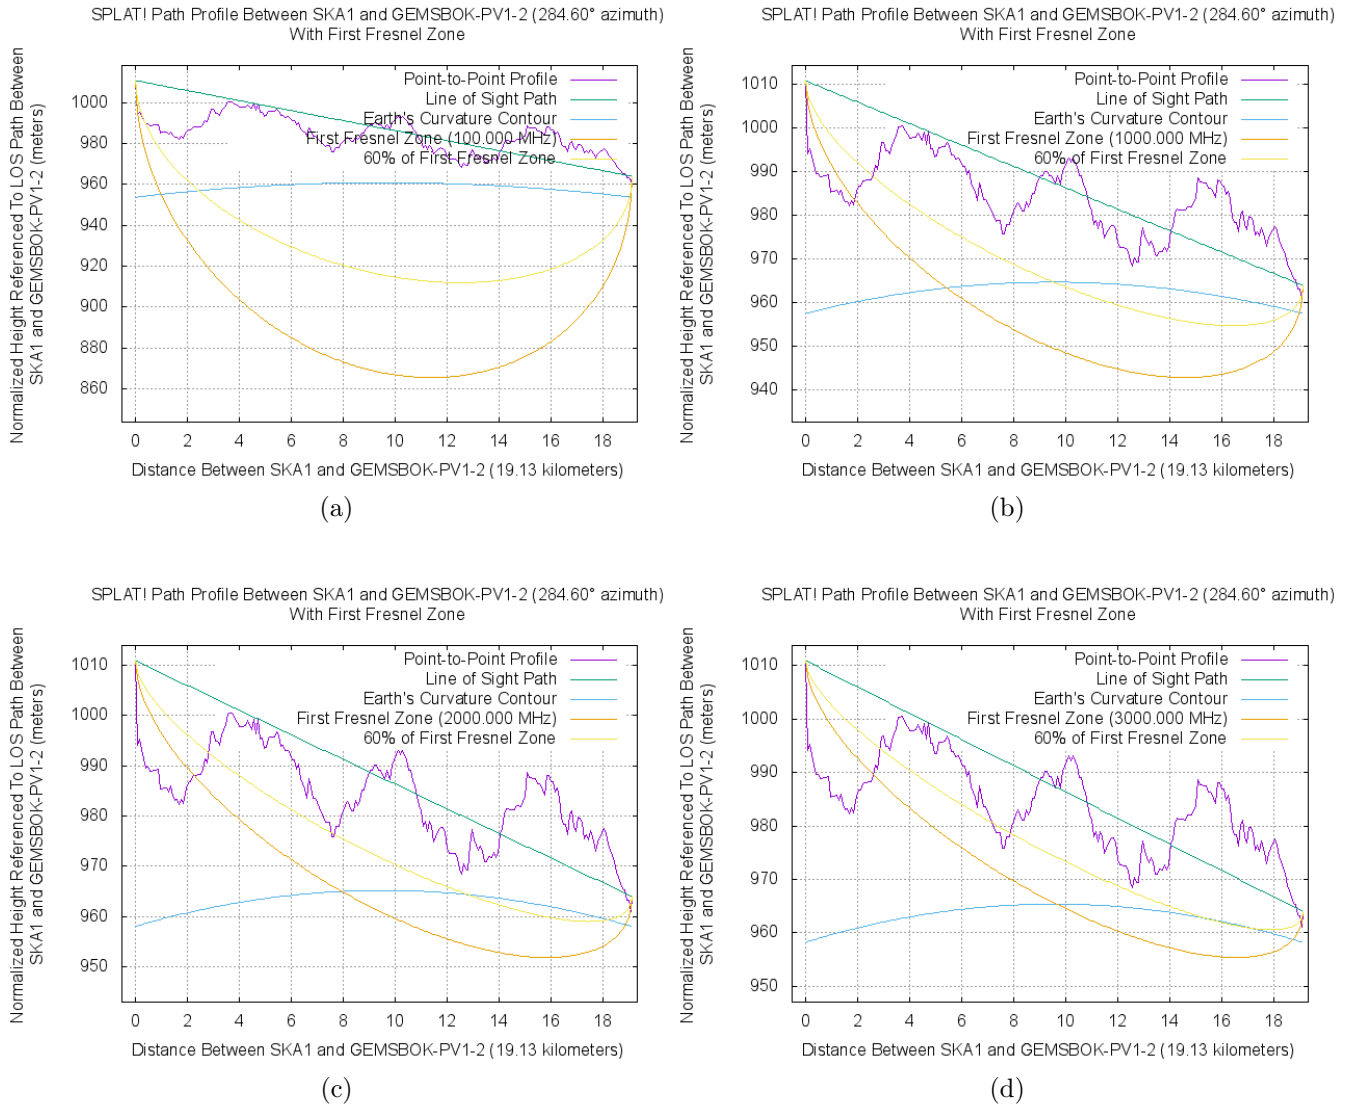 SPLAT! Path Profile Between SKA1 and GEMSBOK-PV1-2 (284.60° azimuth)
With First Fresnel Zone
Normalized Height Referenced To LOS Path Between
SKA1 and GEMSBOK-PV1-2 (meters)
Point-to-Point Profile
Line of Sight Path
Earth's Curvature Contour
First Fresnel Zone (100.000 MHz)
60% of First Fresnel Zone
1000
980
960
940
920
900
880
860
0 2 4 6 8 10 12 14 16 18
Distance Between SKA1 and GEMSBOK-PV1-2 (19.13 kilometers)
(a)
SPLAT! Path Profile Between SKA1 and GEMSBOK-PV1-2 (284.60° azimuth)
With First Fresnel Zone
Normalized Height Referenced To LOS Path Between
SKA1 and GEMSBOK-PV1-2 (meters)
Point-to-Point Profile
Line of Sight Path
Earth's Curvature Contour
First Fresnel Zone (1000.000 MHz)
60% of First Fresnel Zone
1010
1000
990
980
970
960
950
940
0 2 4 6 8 10 12 14 16 18
Distance Between SKA1 and GEMSBOK-PV1-2 (19.13 kilometers)
(b)
SPLAT! Path Profile Between SKA1 and GEMSBOK-PV1-2 (284.60° azimuth)
With First Fresnel Zone
Normalized Height Referenced To LOS Path Between
SKA1 and GEMSBOK-PV1-2 (meters)
Point-to-Point Profile
Line of Sight Path
Earth's Curvature Contour
First Fresnel Zone (2000.000 MHz)
60% of First Fresnel Zone
1010
1000
990
980
970
960
950
0 2 4 6 8 10 12 14 16 18
Distance Between SKA1 and GEMSBOK-PV1-2 (19.13 kilometers)
(c)
SPLAT! Path Profile Between SKA1 and GEMSBOK-PV1-2 (284.60° azimuth)
With First Fresnel Zone
Normalized Height Referenced To LOS Path Between
SKA1 and GEMSBOK-PV1-2 (meters)
Point-to-Point Profile
Line of Sight Path
Earth's Curvature Contour
First Fresnel Zone (3000.000 MHz)
60% of First Fresnel Zone
1010
1000
990
980
970
960
950
0 2 4 6 8 10 12 14 16 18
Distance Between SKA1 and GEMSBOK-PV1-2 (19.13 kilometers)
(d)